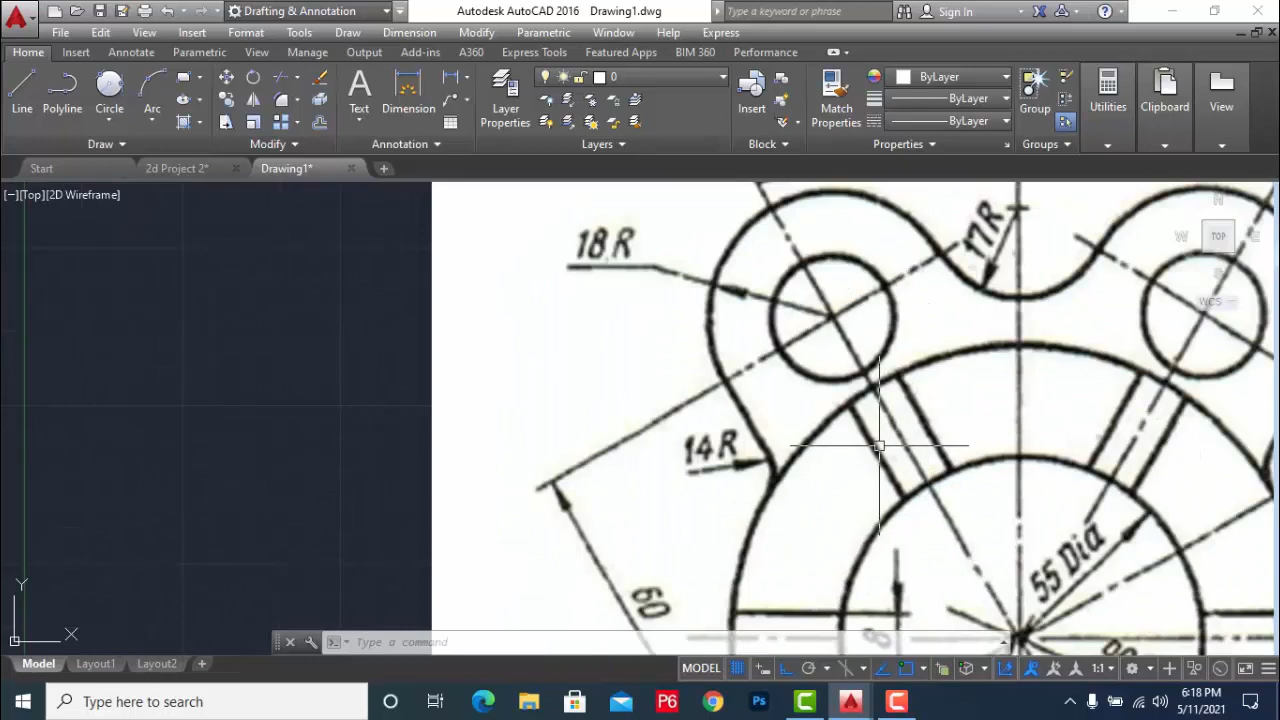 Drafting & Annotation
Autodesk AutoCAD 2016 Drawing1.dwg
Type a keyword or phrase
Sign In
File Edit View Insert Format Tools Draw Dimension Modify Parametric Window Help Express
Home Insert Annotate Parametric View Manage Output Add-ins A360 Express Tools Featured Apps BIM 360 Performance
Line Polyline Circle Arc
Text Dimension
Layer Properties
0
Insert
Match Properties
ByLayer
ByLayer
ByLayer
Group
Utilities Clipboard View
Draw Modify Annotation Layers Block Properties Groups
Start 2d Project 2* Drawing1*
[−][Top][2D Wireframe]
N
W TOP E
S
WCS
18 R
17 R
14 R
60
55 Dia
8
Y
X
Type a command
Model Layout1 Layout2
MODEL 1:1
Type here to search
P6
Ps
6:18 PM
5/11/2021